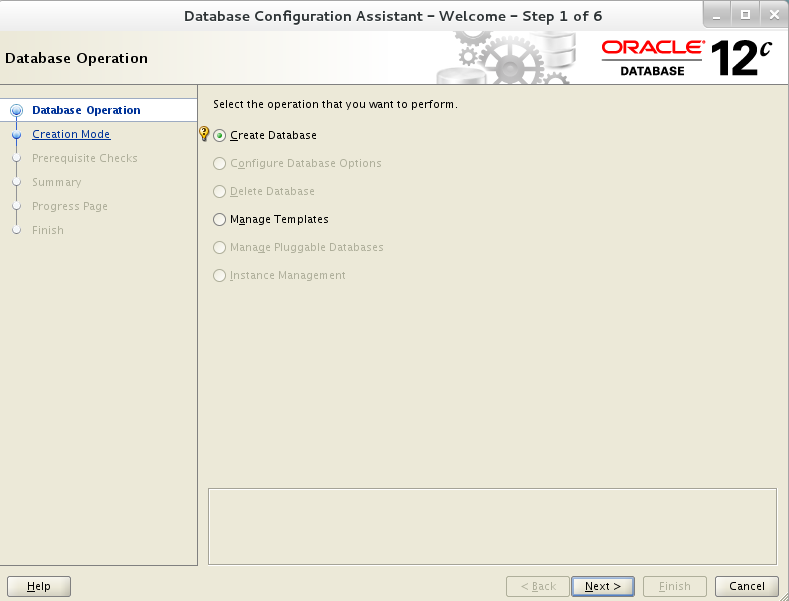 Database Configuration Assistant – Welcome – Step 1 of 6
Database Operation
ORACLE®
DATABASE
12c
Database Operation
Creation Mode
Prerequisite Checks
Summary
Progress Page
Finish
Select the operation that you want to perform.
Create Database
Configure Database Options
Delete Database
Manage Templates
Manage Pluggable Databases
Instance Management
Help
< Back
Next >
Finish
Cancel